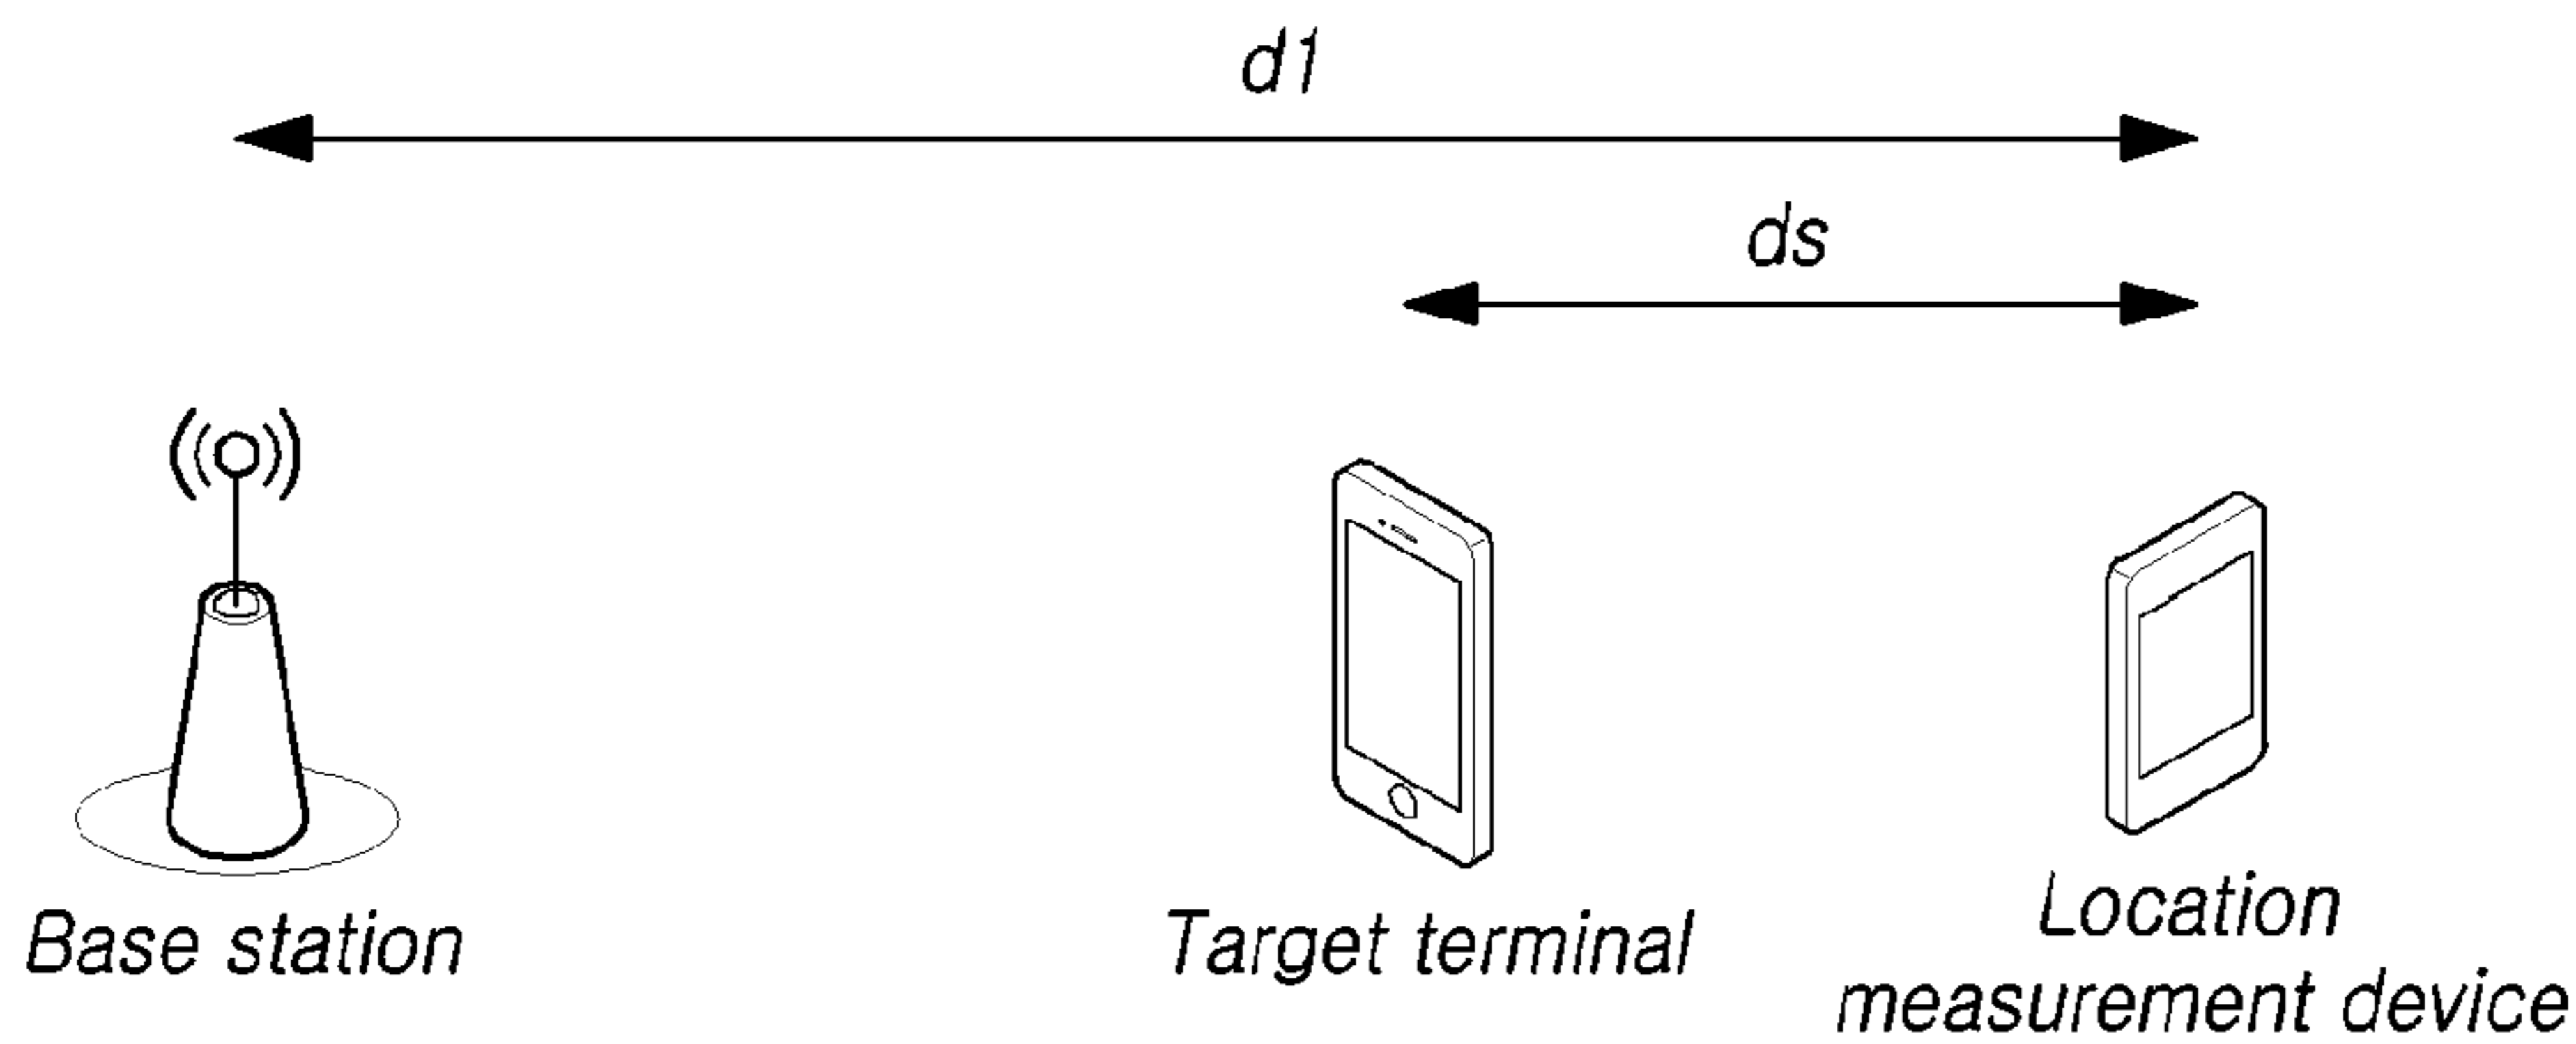 d1
ds
Base station
Target terminal
Location
measurement device